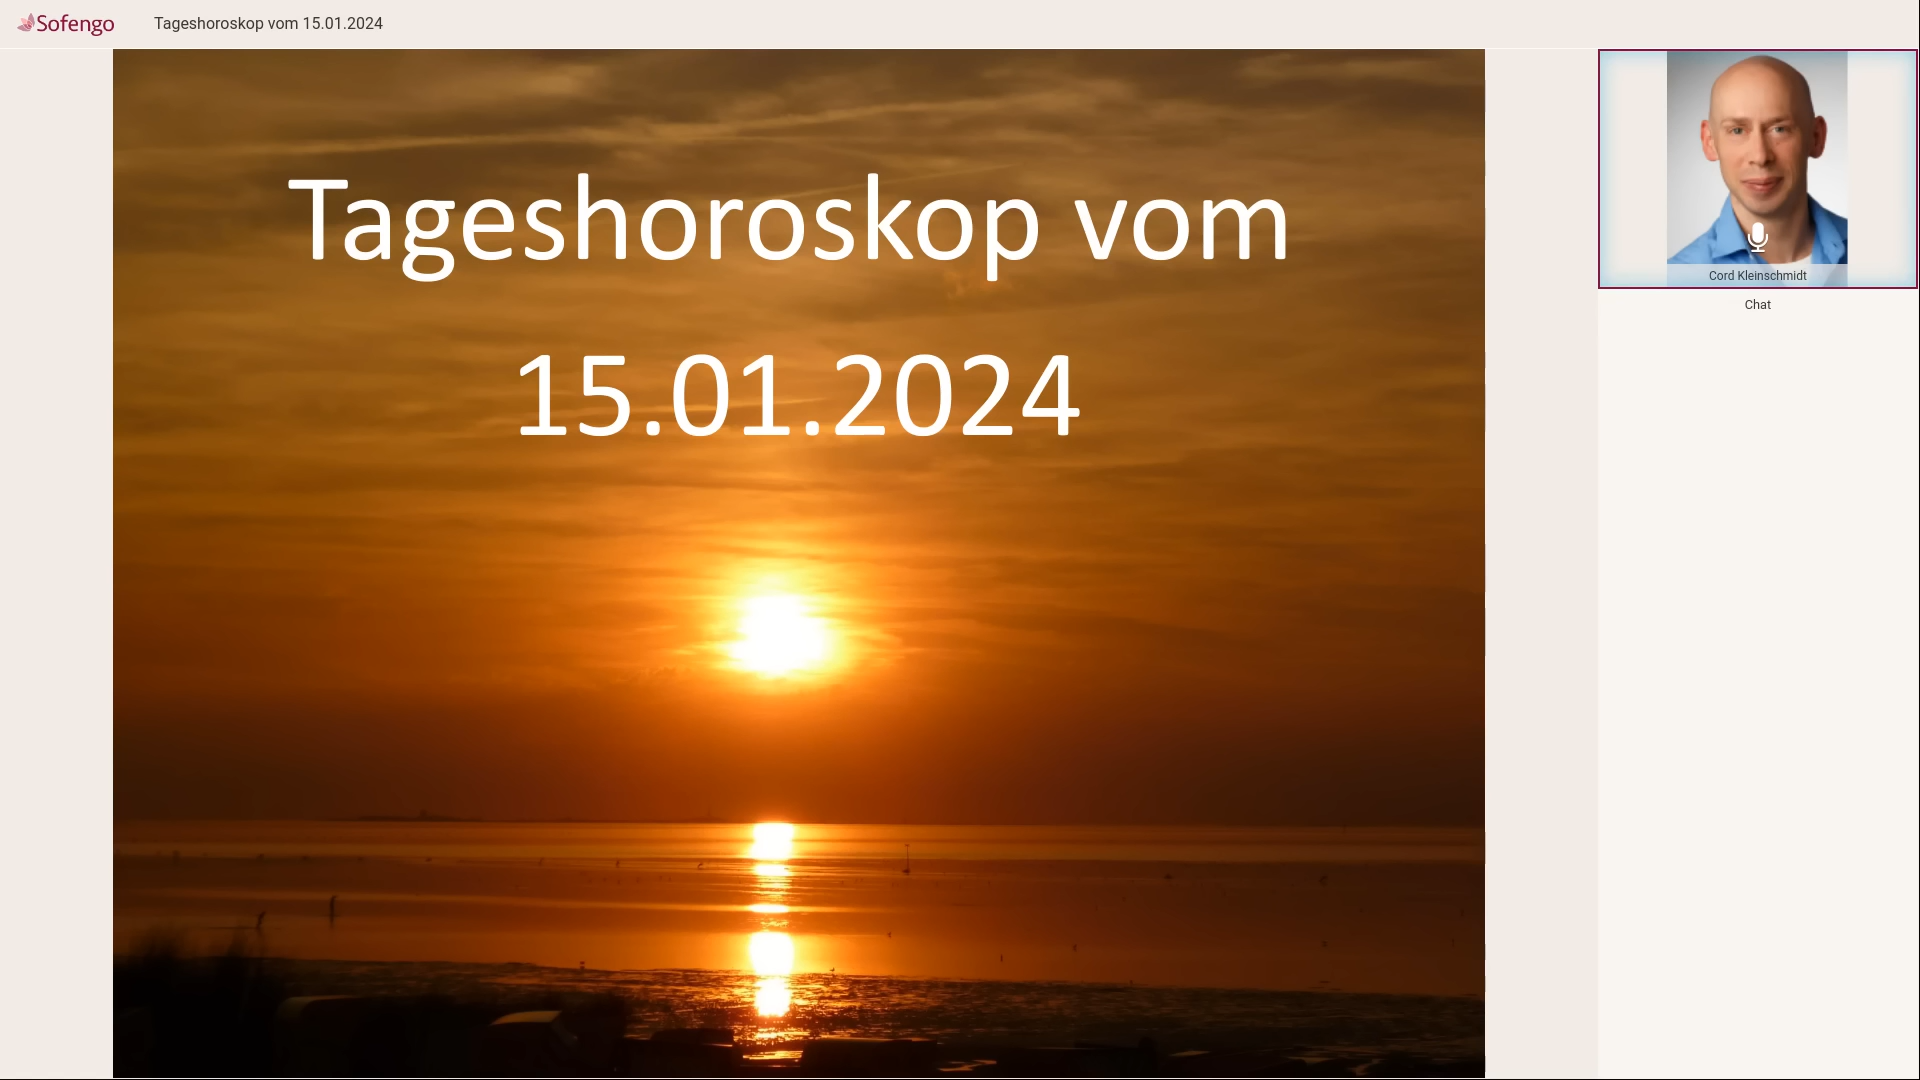 Sofengo
Tageshoroskop vom 15.01.2024
Tageshoroskop vom
15.01.2024
Cord Kleinschmidt
Chat